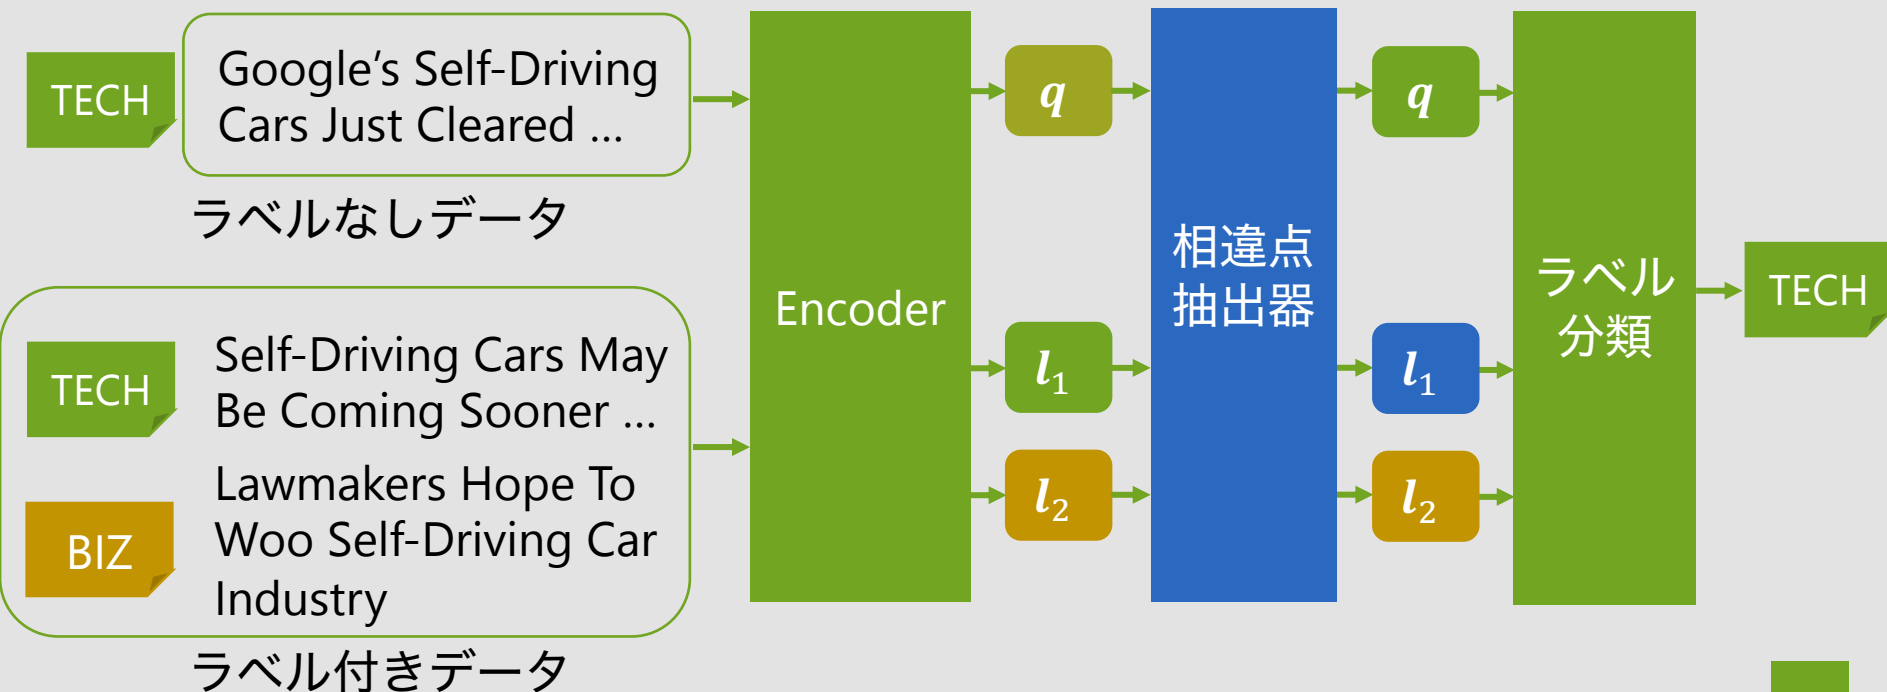 TECH
Google’s Self-Driving
Cars Just Cleared ...
ラベルなしデータ
TECH
Self-Driving Cars May
Be Coming Sooner ...
BIZ
Lawmakers Hope To
Woo Self-Driving Car
Industry
ラベル付きデータ
Encoder
q
l1
l2
相違点
抽出器
q
l1
l2
ラベル
分類
TECH